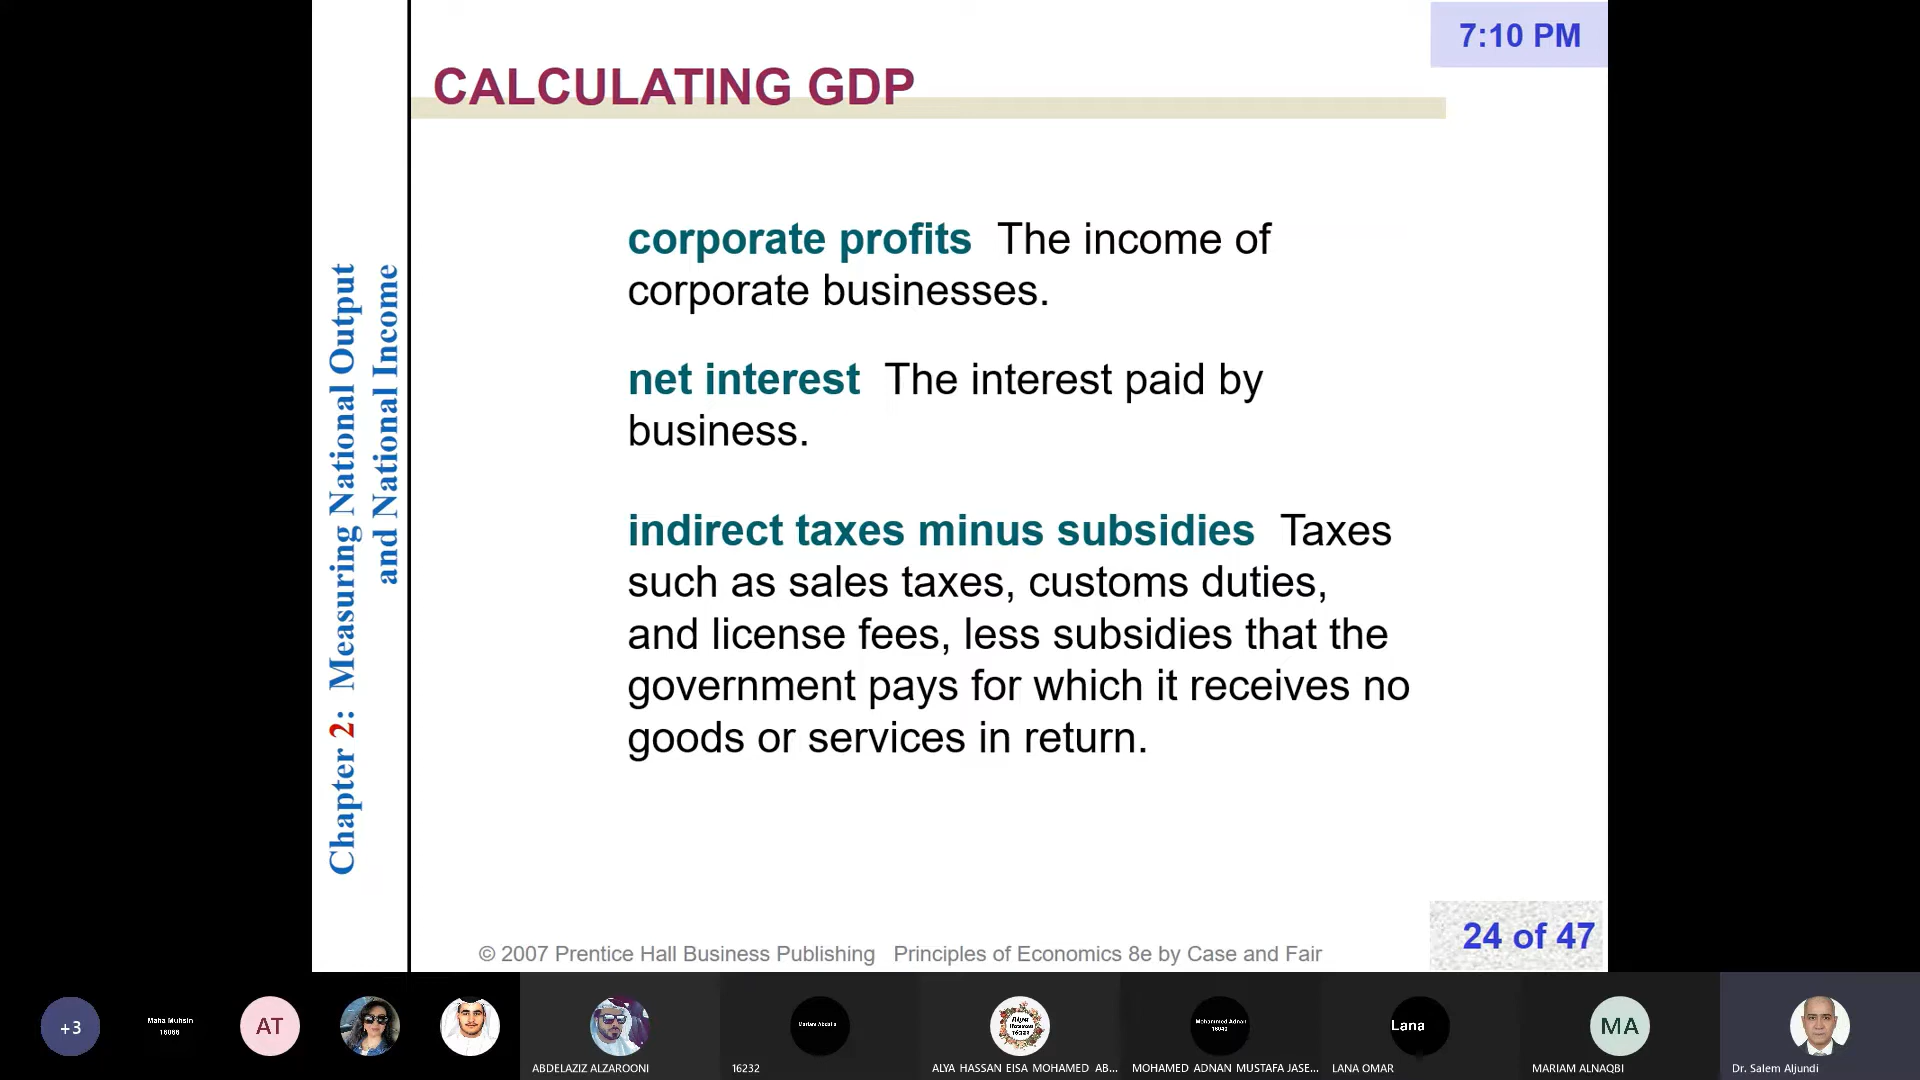 7:10 PM
CALCULATING GDP
corporate profits The income of
corporate businesses.
net interest The interest paid by
business.
indirect taxes minus subsidies Taxes
such as sales taxes, customs duties,
and license fees, less subsidies that the
government pays for which it receives no
goods or services in return.
Chapter 2: Measuring National Output
and National Income
© 2007 Prentice Hall Business Publishing Principles of Economics 8e by Case and Fair
24 of 47
+3
Maha Muhsin
16066
AT
Lana
MA
ABDELAZIZ ALZAROONI
16232
ALYA HASSAN EISA MOHAMED AB...
MOHAMED ADNAN MUSTAFA JASE...
LANA OMAR
MARIAM ALNAQBI
Dr. Salem Aljundi